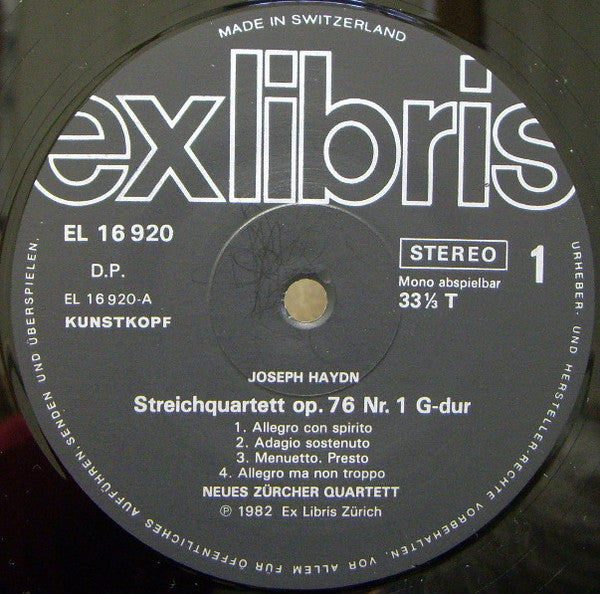 MADE IN SWITZERLAND
exlibris
EL 16 920
D.P.
EL 16 920-A
KUNSTKOPF
STEREO
1
Mono abspielbar
33⅓ T
JOSEPH HAYDN
Streichquartett op. 76 Nr. 1 G-dur
1. Allegro con spirito
2. Adagio sostenuto
3. Menuetto. Presto
4. Allegro ma non troppo
NEUES ZÜRCHER QUARTETT
℗ 1982 Ex Libris Zürich
URHEBER- UND HERSTELLER-RECHTE VORBEHALTEN, VOR ALLEM FÜR ÖFFENTLICHES AUFFÜHREN, SENDEN UND ÜBERSPIELEN.